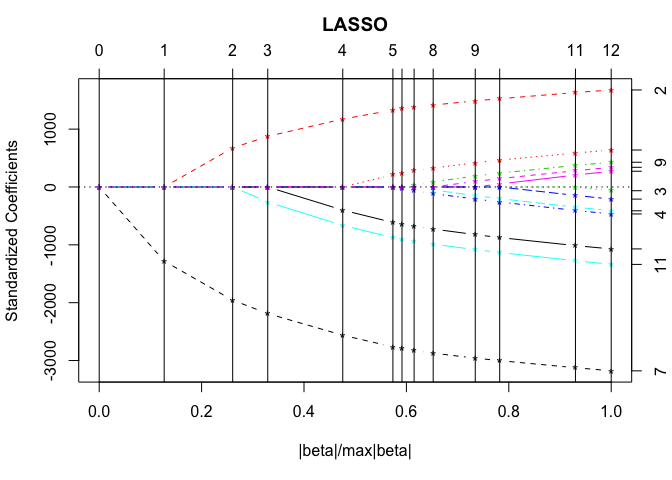 LASSO
0 1 2 3 4 5 8 9 11 12
Standardized Coefficients
1000
0
-1000
-2000
-3000
2
9
3
4
11
7
0.0 0.2 0.4 0.6 0.8 1.0
|beta|/max|beta|